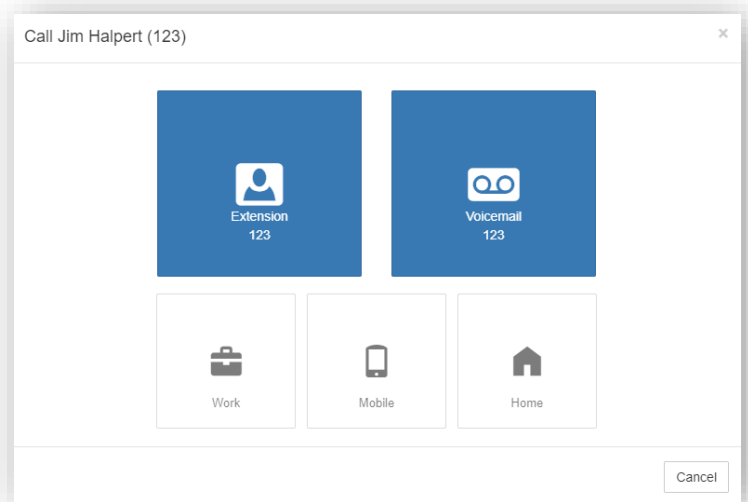 Call Jim Halpert (123)
×
Extension
123
Voicemail
123
Work
Mobile
Home
Cancel